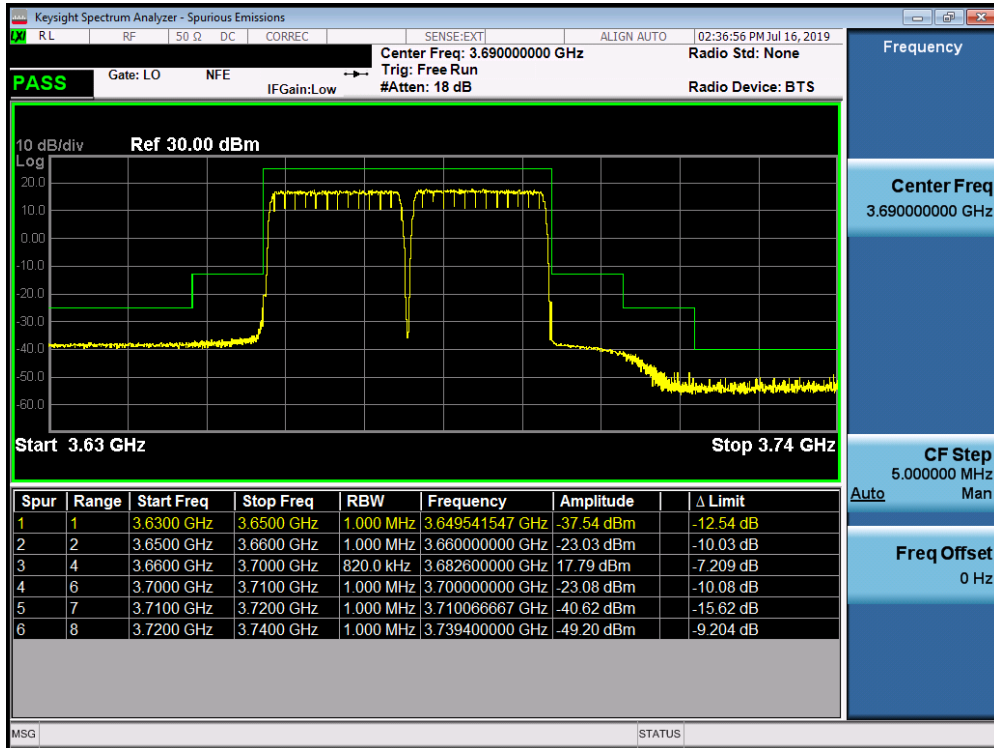 Keysight Spectrum Analyzer - Spurious Emissions
LXI RL RF 50 Ω DC CORREC SENSE:EXT ALIGN AUTO 02:36:56 PM Jul 16, 2019
Center Freq: 3.690000000 GHz Radio Std: None
PASS Gate: LO NFE Trig: Free Run
IFGain:Low #Atten: 18 dB Radio Device: BTS
Frequency
10 dB/div Ref 30.00 dBm
Log
20.0
10.0
0.00
-10.0
-20.0
-30.0
-40.0
-50.0
-60.0
Start 3.63 GHz Stop 3.74 GHz
Spur Range Start Freq Stop Freq RBW Frequency Amplitude Δ Limit
1 1 3.6300 GHz 3.6500 GHz 1.000 MHz 3.649541547 GHz -37.54 dBm -12.54 dB
2 2 3.6500 GHz 3.6600 GHz 1.000 MHz 3.660000000 GHz -23.03 dBm -10.03 dB
3 4 3.6600 GHz 3.7000 GHz 820.0 kHz 3.682600000 GHz 17.79 dBm -7.209 dB
4 6 3.7000 GHz 3.7100 GHz 1.000 MHz 3.700000000 GHz -23.08 dBm -10.08 dB
5 7 3.7100 GHz 3.7200 GHz 1.000 MHz 3.710066667 GHz -40.62 dBm -15.62 dB
6 8 3.7200 GHz 3.7400 GHz 1.000 MHz 3.739400000 GHz -49.20 dBm -9.204 dB
Center Freq
3.690000000 GHz
CF Step
5.000000 MHz
Auto Man
Freq Offset
0 Hz
MSG STATUS